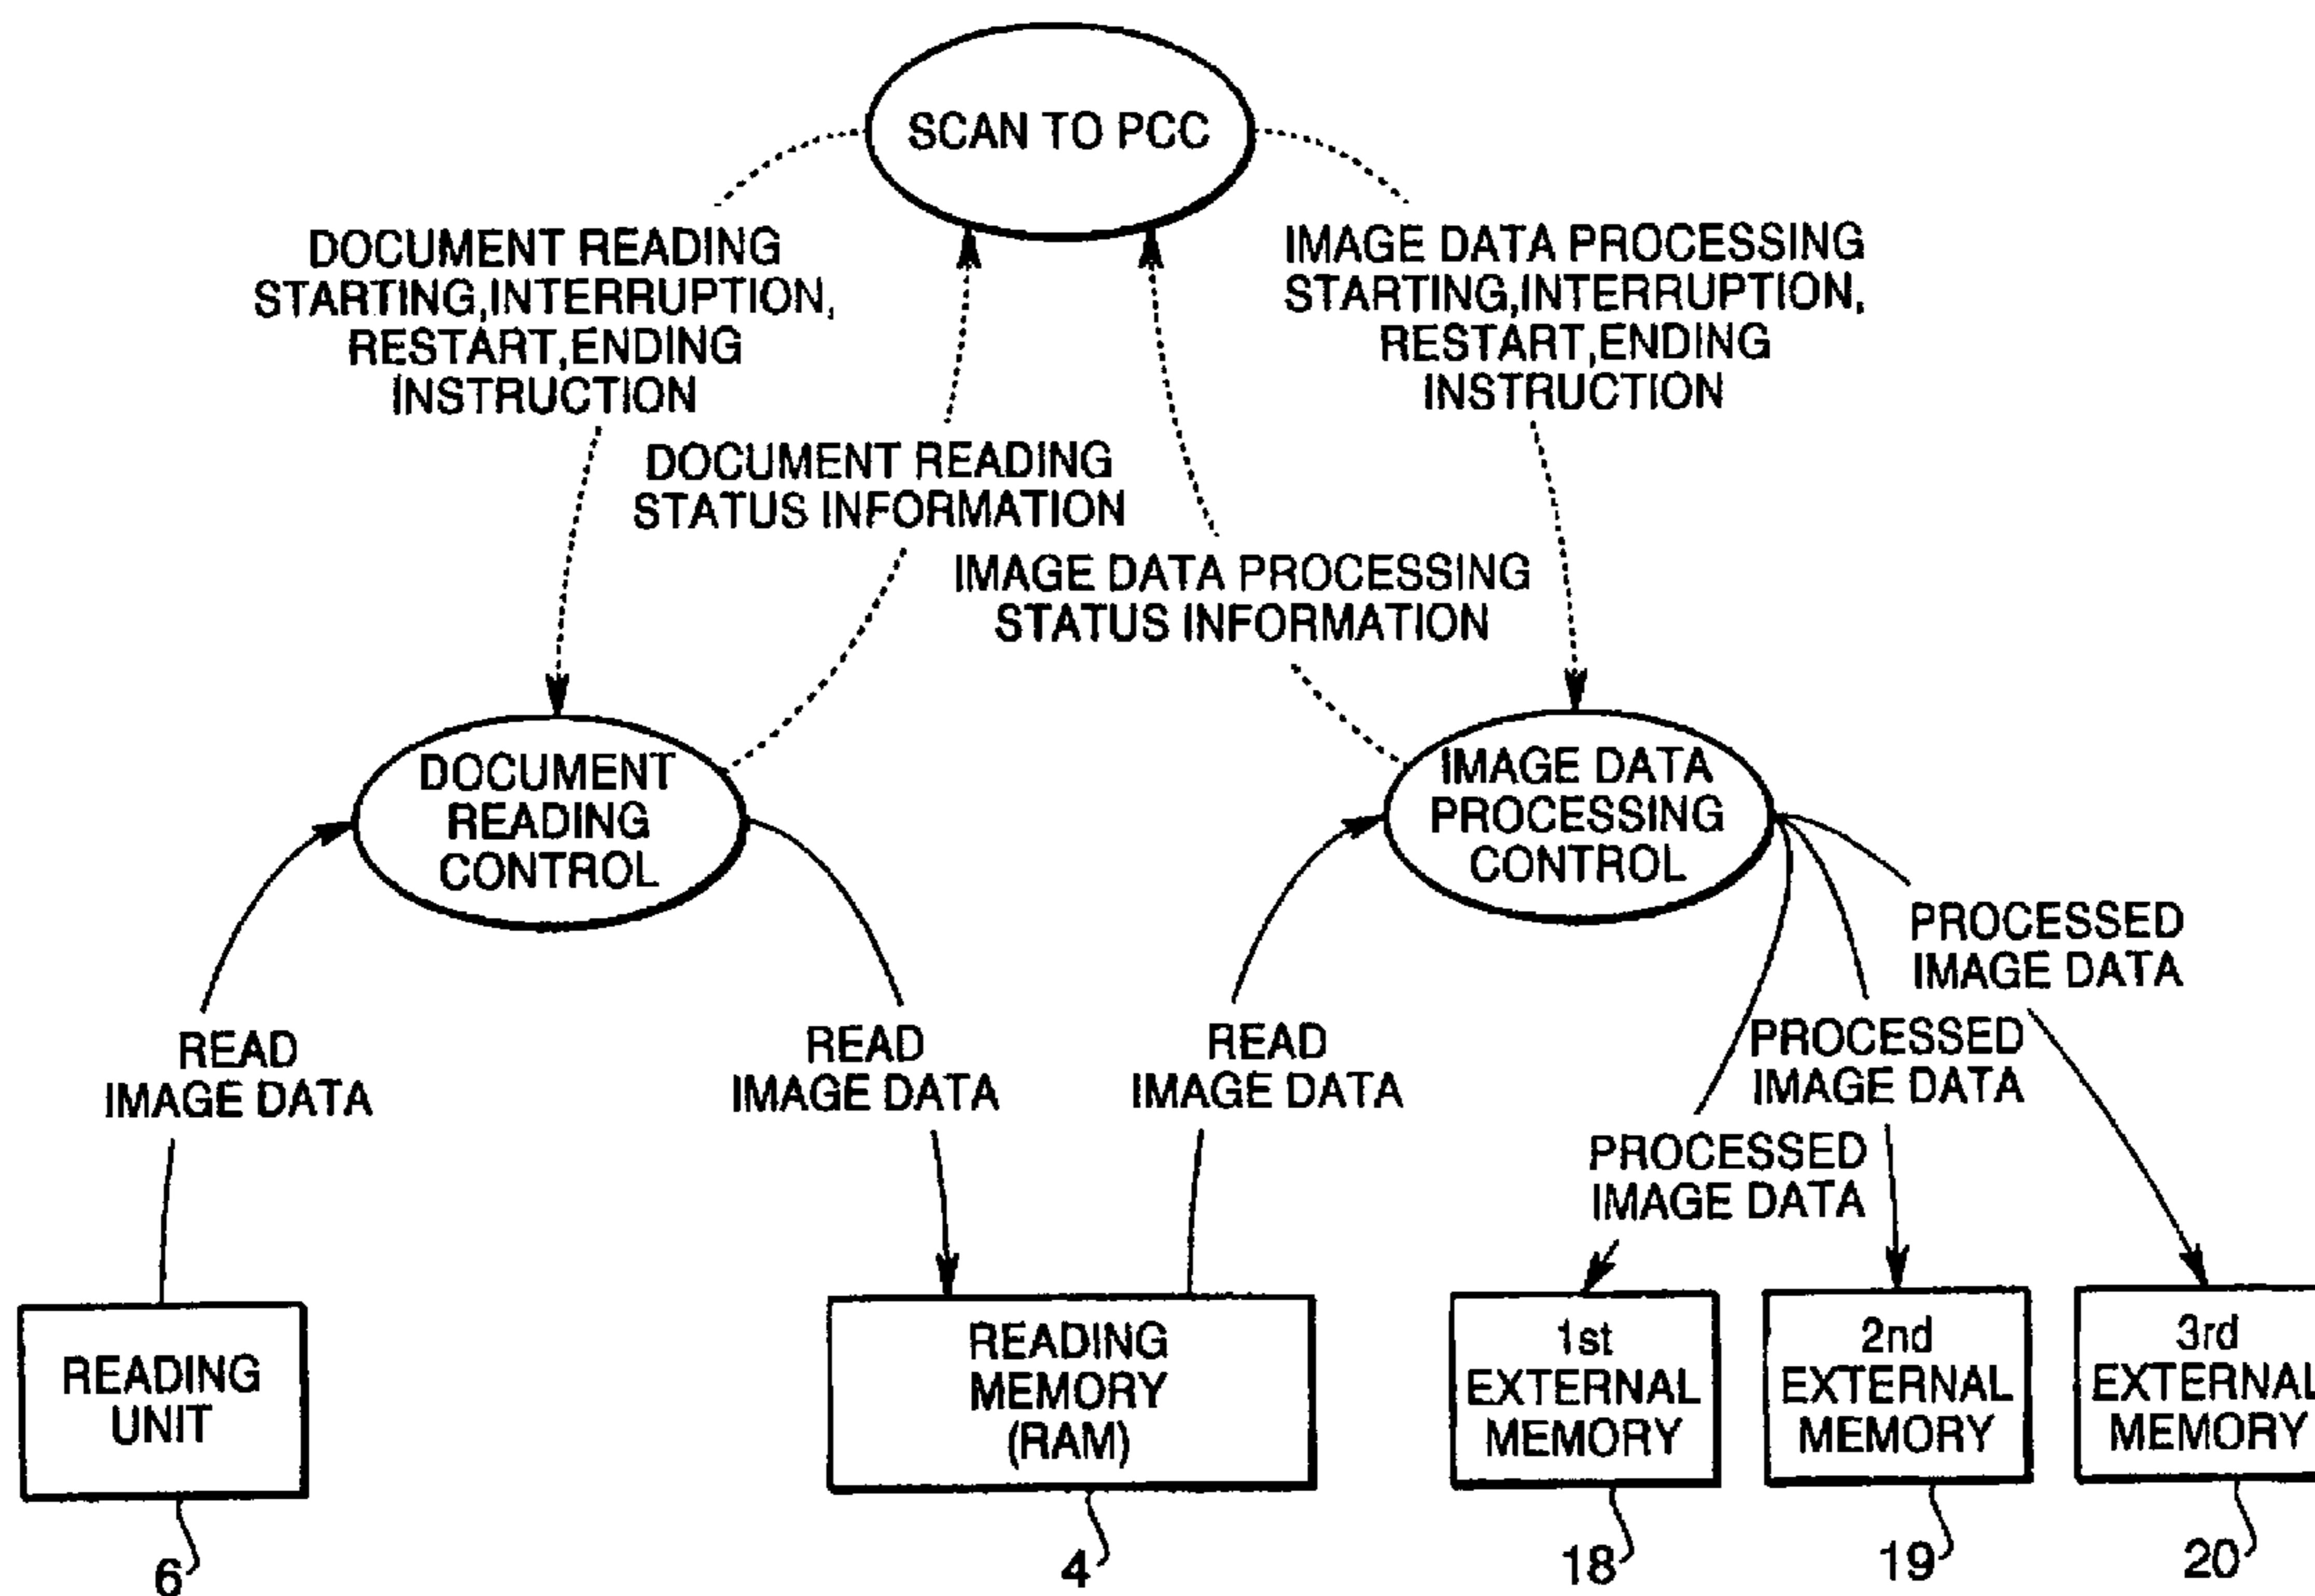 SCAN TO PCC
DOCUMENT READING
STARTING,INTERRUPTION,
RESTART,ENDING
INSTRUCTION
IMAGE DATA PROCESSING
STARTING,INTERRUPTION,
RESTART,ENDING
INSTRUCTION
DOCUMENT READING
STATUS INFORMATION
IMAGE DATA PROCESSING
STATUS INFORMATION
DOCUMENT
READING
CONTROL
IMAGE DATA
PROCESSING
CONTROL
READ
IMAGE DATA
READ
IMAGE DATA
READ
IMAGE DATA
PROCESSED
IMAGE DATA
PROCESSED
IMAGE DATA
PROCESSED
IMAGE DATA
READING
UNIT
READING
MEMORY
(RAM)
1st
EXTERNAL
MEMORY
2nd
EXTERNAL
MEMORY
3rd
EXTERNAL
MEMORY
6
4
18
19
20